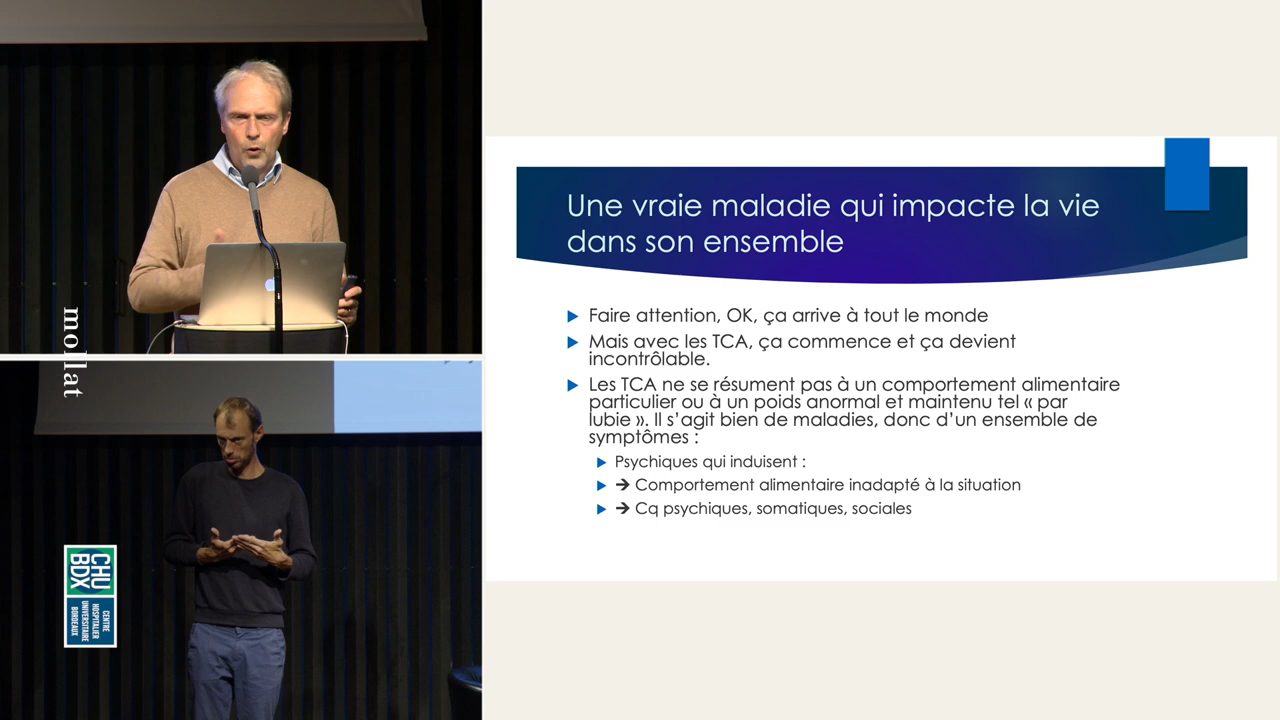 mollat
CHU
BDX
CENTRE
HOSPITALIER
UNIVERSITAIRE
BORDEAUX
Une vraie maladie qui impacte la vie
dans son ensemble
Faire attention, OK, ça arrive à tout le monde
Mais avec les TCA, ça commence et ça devient
incontrôlable.
Les TCA ne se résument pas à un comportement alimentaire
particulier ou à un poids anormal et maintenu tel « par
lubie ». Il s’agit bien de maladies, donc d’un ensemble de
symptômes :
Psychiques qui induisent :
➔ Comportement alimentaire inadapté à la situation
➔ Cq psychiques, somatiques, sociales